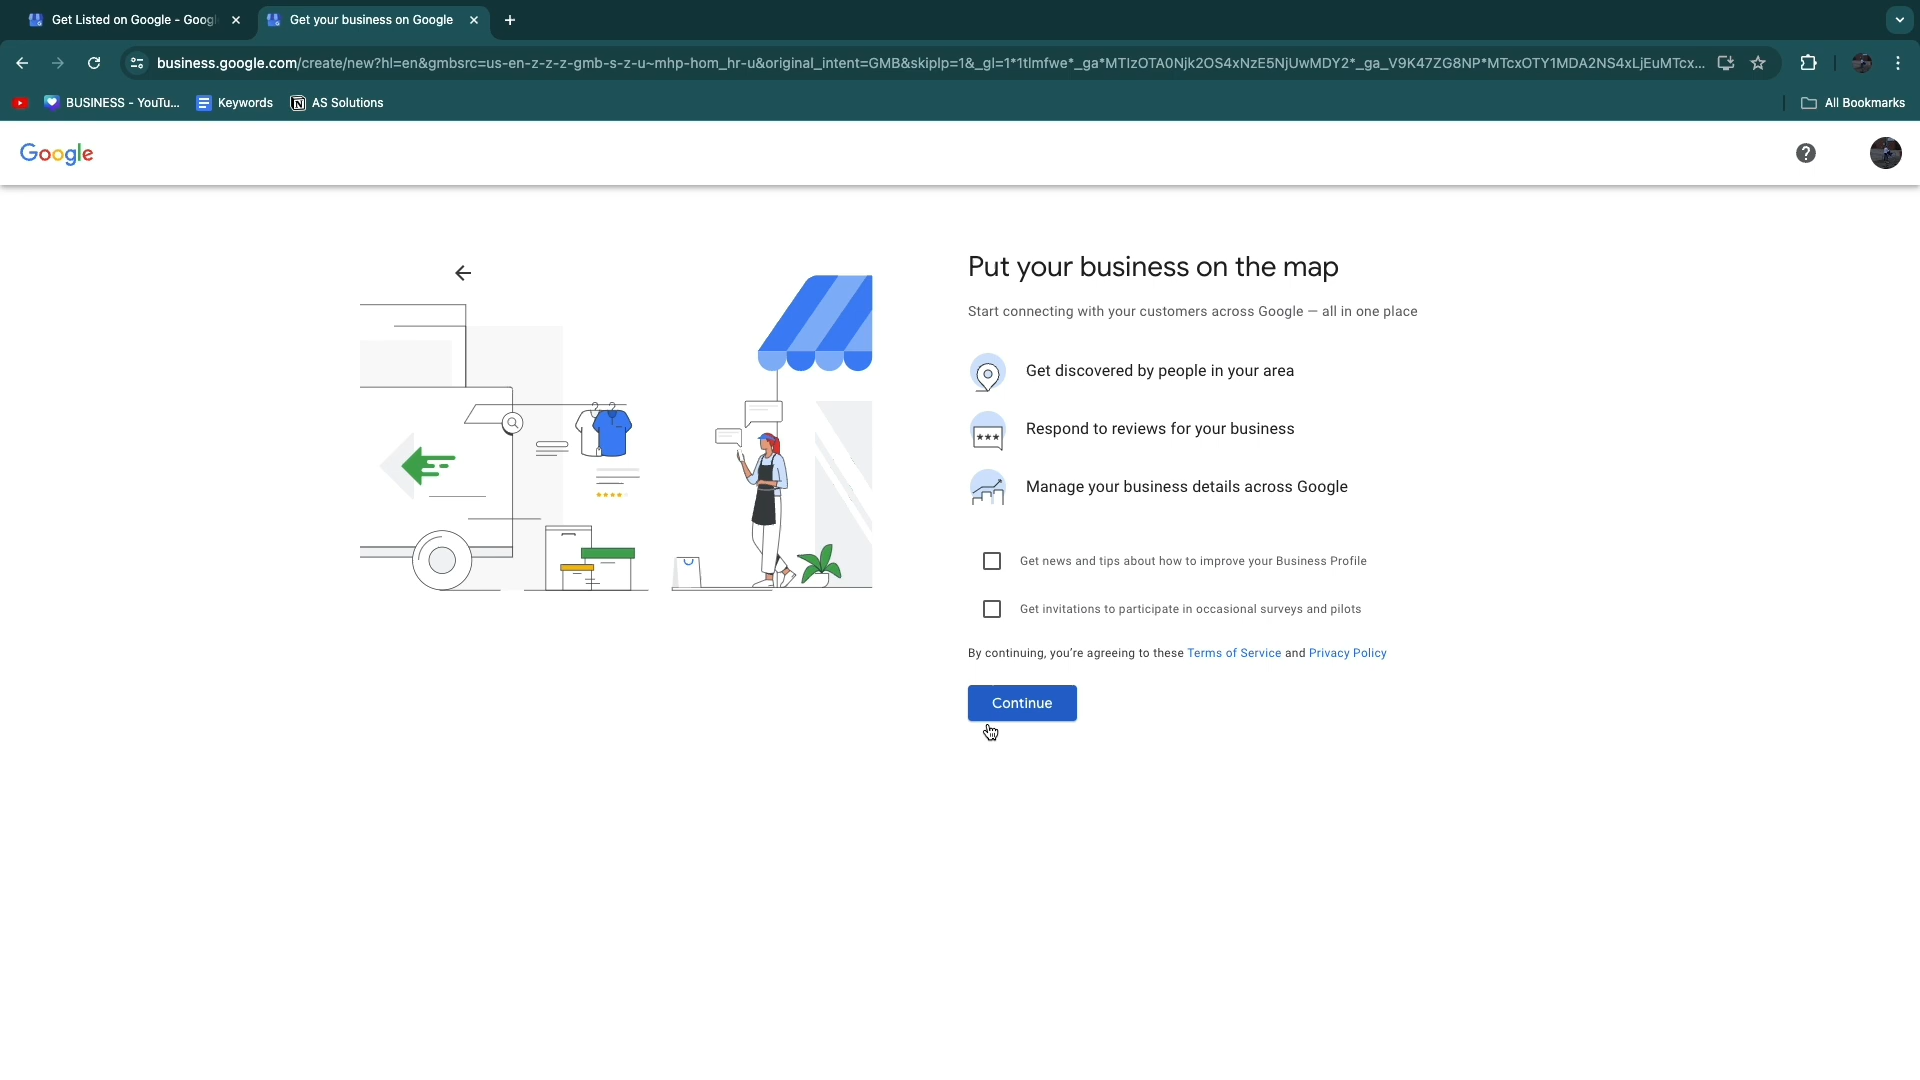 Get Listed on Google - Googl
Get your business on Google
business.google.com/create/new?hl=en&gmbsrc=us-en-z-z-z-gmb-s-z-u~mhp-hom_hr-u&original_intent=GMB&skiplp=1&_gl=1*1tlmfwe*_ga*MTIzOTA0Njk2OS4xNzE5NjUwMDY2*_ga_V9K47ZG8NP*MTcxOTY1MDA2NS4xLjEuMTcx...
BUSINESS - YouTu... Keywords AS Solutions All Bookmarks
Google
Put your business on the map
Start connecting with your customers across Google — all in one place
Get discovered by people in your area
Respond to reviews for your business
Manage your business details across Google
Get news and tips about how to improve your Business Profile
Get invitations to participate in occasional surveys and pilots
By continuing, you're agreeing to these Terms of Service and Privacy Policy
Continue